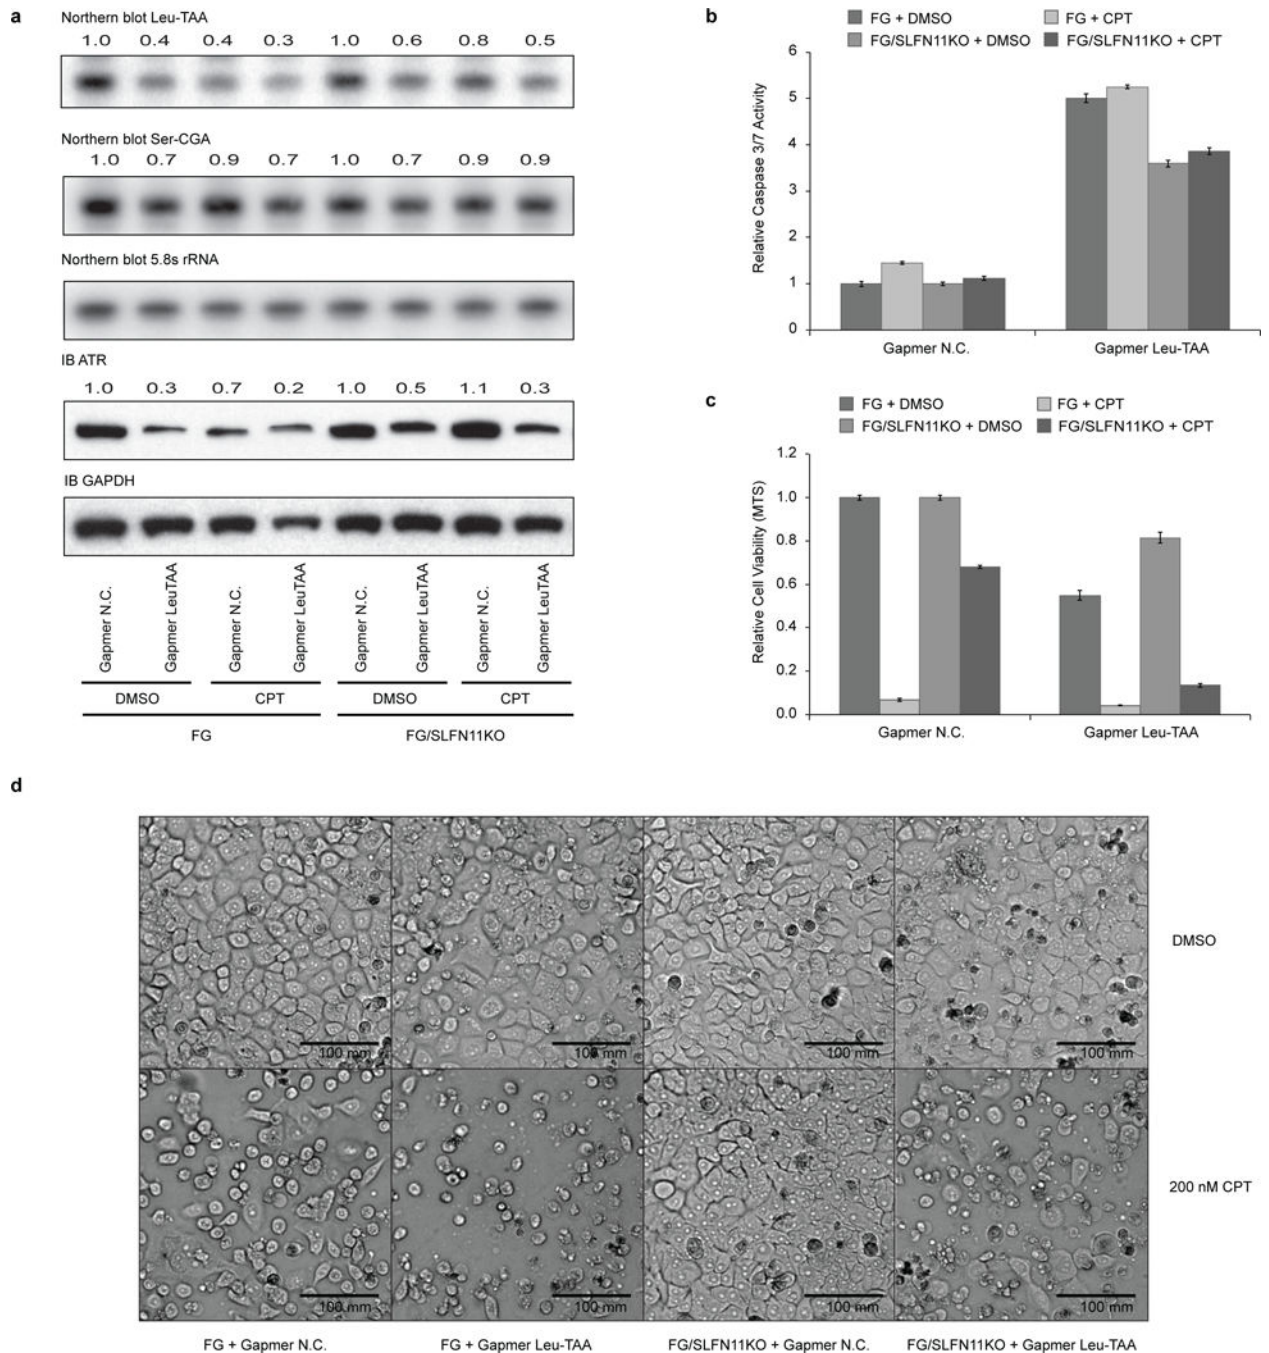 a
Northern blot Leu-TAA
1.0 0.4 0.4 0.3 1.0 0.6 0.8 0.5
Northern blot Ser-CGA
1.0 0.7 0.9 0.7 1.0 0.7 0.9 0.9
Northern blot 5.8s rRNA
IB ATR
1.0 0.3 0.7 0.2 1.0 0.5 1.1 0.3
IB GAPDH
Gapmer N.C.
Gapmer LeuTAA
Gapmer N.C.
Gapmer LeuTAA
Gapmer N.C.
Gapmer LeuTAA
Gapmer N.C.
Gapmer LeuTAA
DMSO CPT DMSO CPT
FG FG/SLFN11KO
b
FG + DMSO FG + CPT
FG/SLFN11KO + DMSO FG/SLFN11KO + CPT
Relative Caspase 3/7 Activity
6
5
4
3
2
1
0
Gapmer N.C. Gapmer Leu-TAA
c
FG + DMSO FG + CPT
FG/SLFN11KO + DMSO FG/SLFN11KO + CPT
Relative Cell Viability (MTS)
1.2
1.0
0.8
0.6
0.4
0.2
0.0
Gapmer N.C. Gapmer Leu-TAA
d
100 mm 100 mm 100 mm 100 mm
DMSO
100 mm 100 mm 100 mm 100 mm
200 nM CPT
FG + Gapmer N.C. FG + Gapmer Leu-TAA FG/SLFN11KO + Gapmer N.C. FG/SLFN11KO + Gapmer Leu-TAA